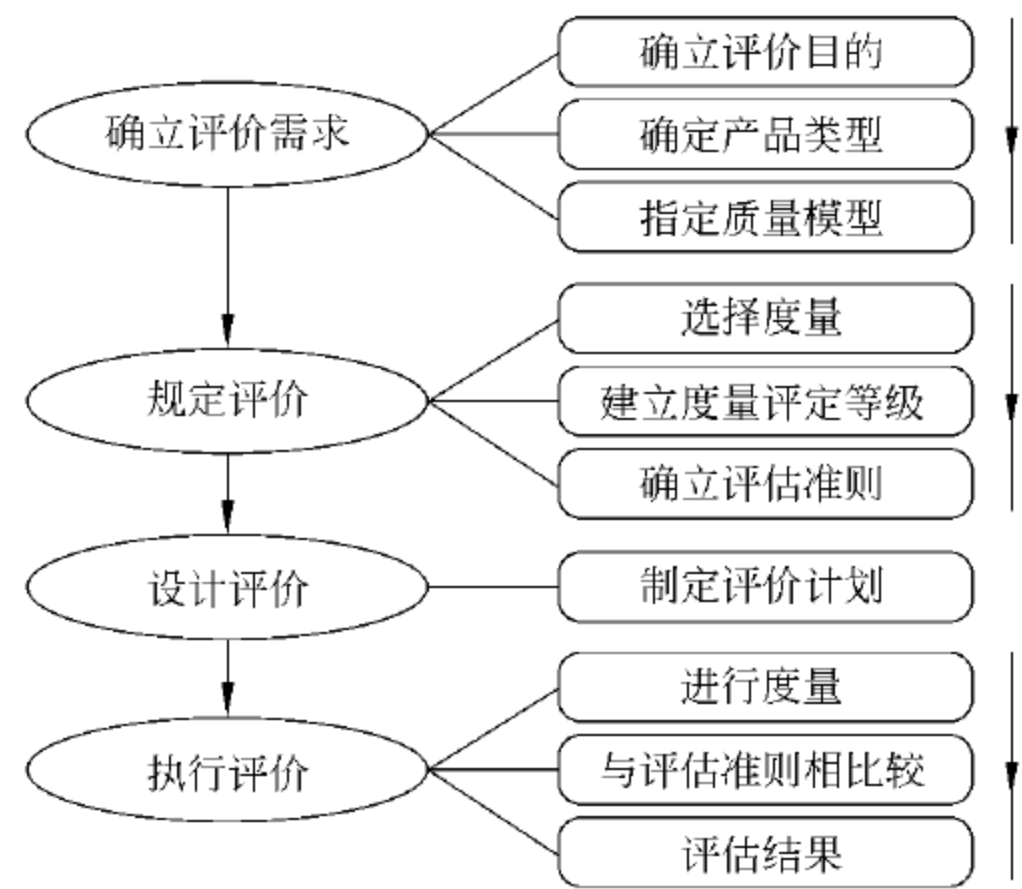 确立评价需求
确立评价目的
确定产品类型
指定质量模型
规定评价
选择度量
建立度量评定等级
确立评估准则
设计评价
制定评价计划
执行评价
进行度量
与评估准则相比较
评估结果